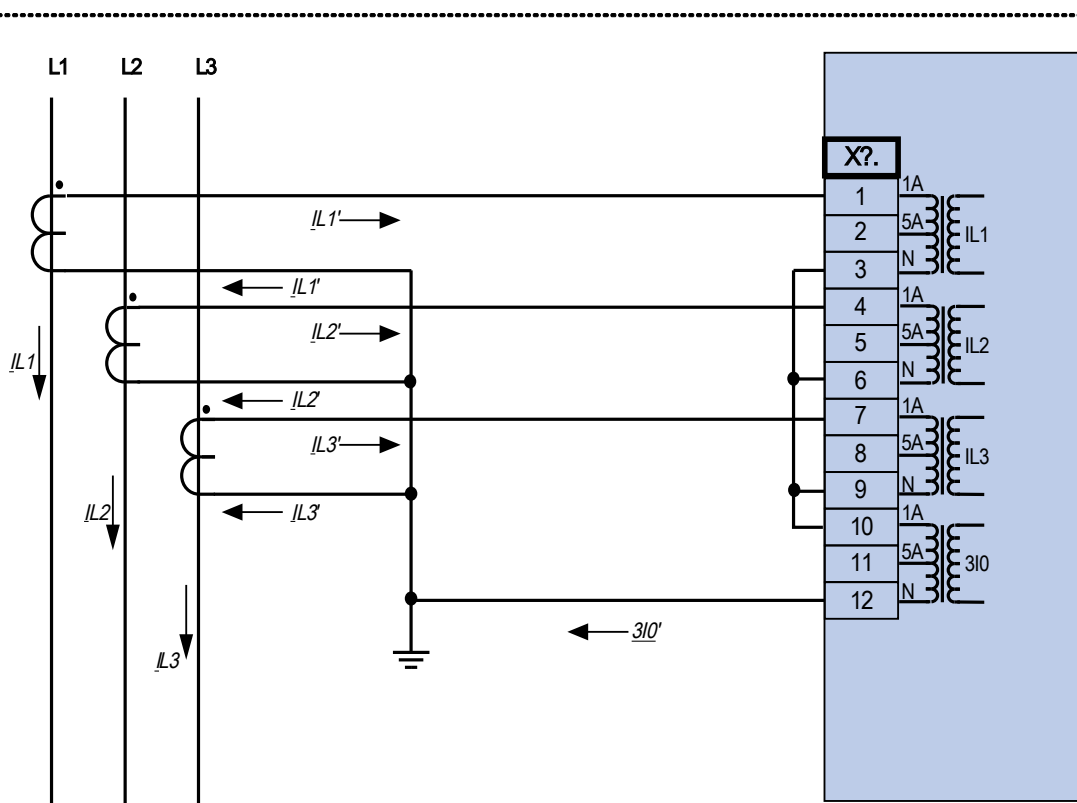 L1 L2 L3
X?.
1 1A
IL1'
2 5A IL1
3 N
IL1'
4 1A
IL2'
5 5A IL2
IL1
6 N
IL2'
7 1A
IL3'
8 5A IL3
9 N
IL2
IL3'
10 1A
11 5A 3I0
12 N
3I0'
IL3